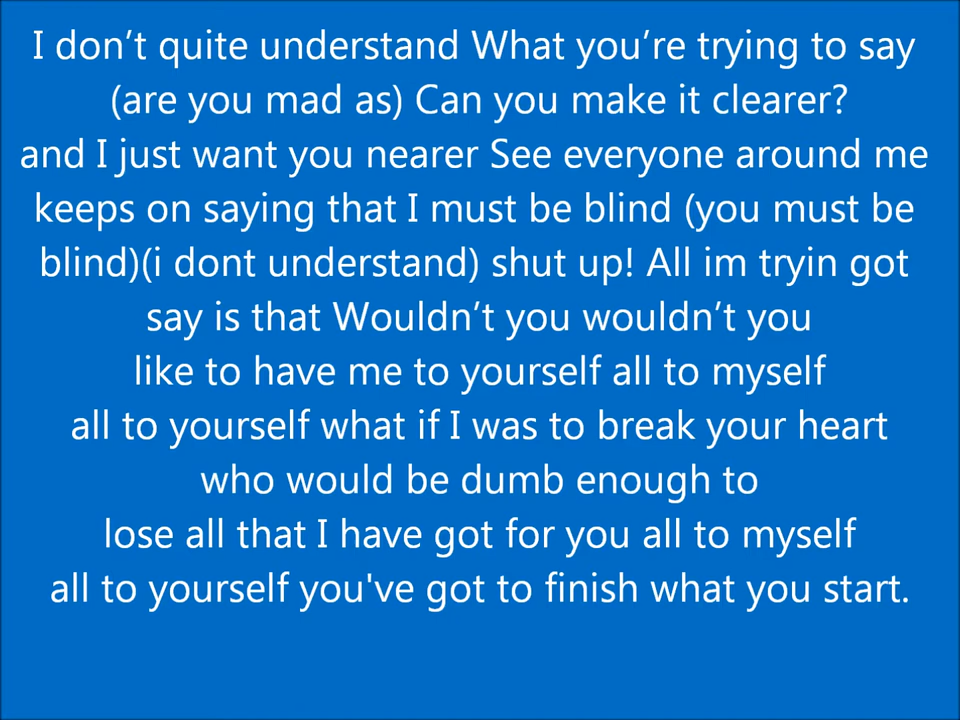 I don’t quite understand What you’re trying to say
(are you mad as) Can you make it clearer?
and I just want you nearer See everyone around me
keeps on saying that I must be blind (you must be
blind)(i dont understand) shut up! All im tryin got
say is that Wouldn’t you wouldn’t you
like to have me to yourself all to myself
all to yourself what if I was to break your heart
who would be dumb enough to
lose all that I have got for you all to myself
all to yourself you've got to finish what you start.